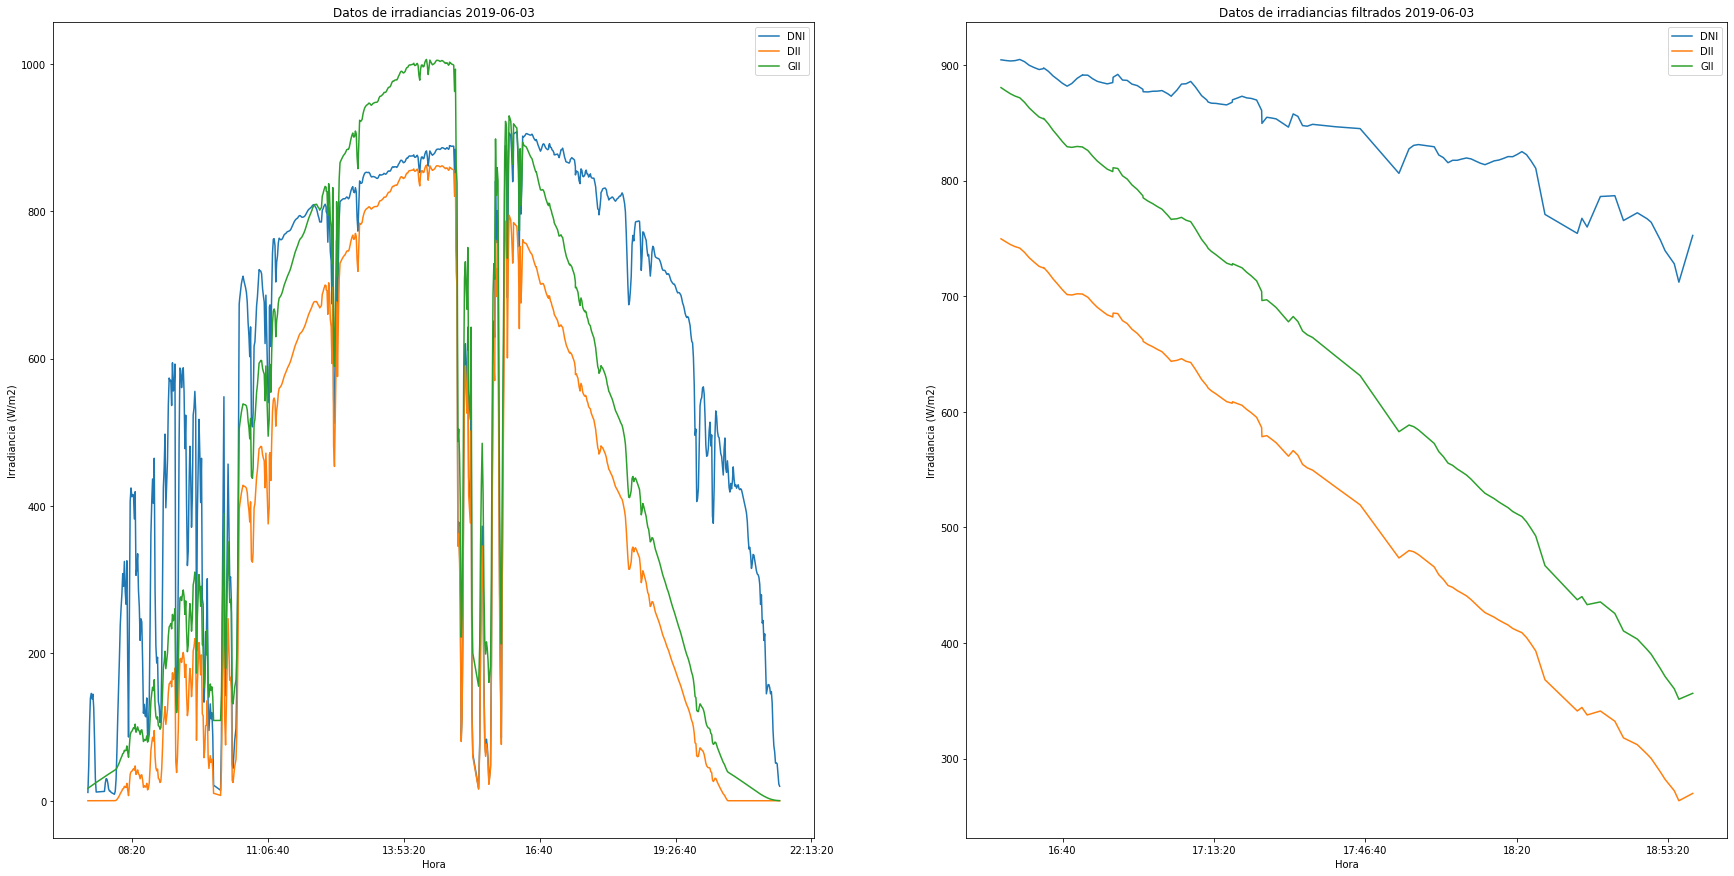 Datos de irradiancias 2019-06-03
DNI
DII
GII
1000
800
600
400
200
0
Irradiancia (W/m2)
08:20
11:06:40
13:53:20
16:40
19:26:40
22:13:20
Hora
Datos de irradiancias filtrados 2019-06-03
DNI
DII
GII
900
800
700
600
500
400
300
Irradiancia (W/m2)
16:40
17:13:20
17:46:40
18:20
18:53:20
Hora